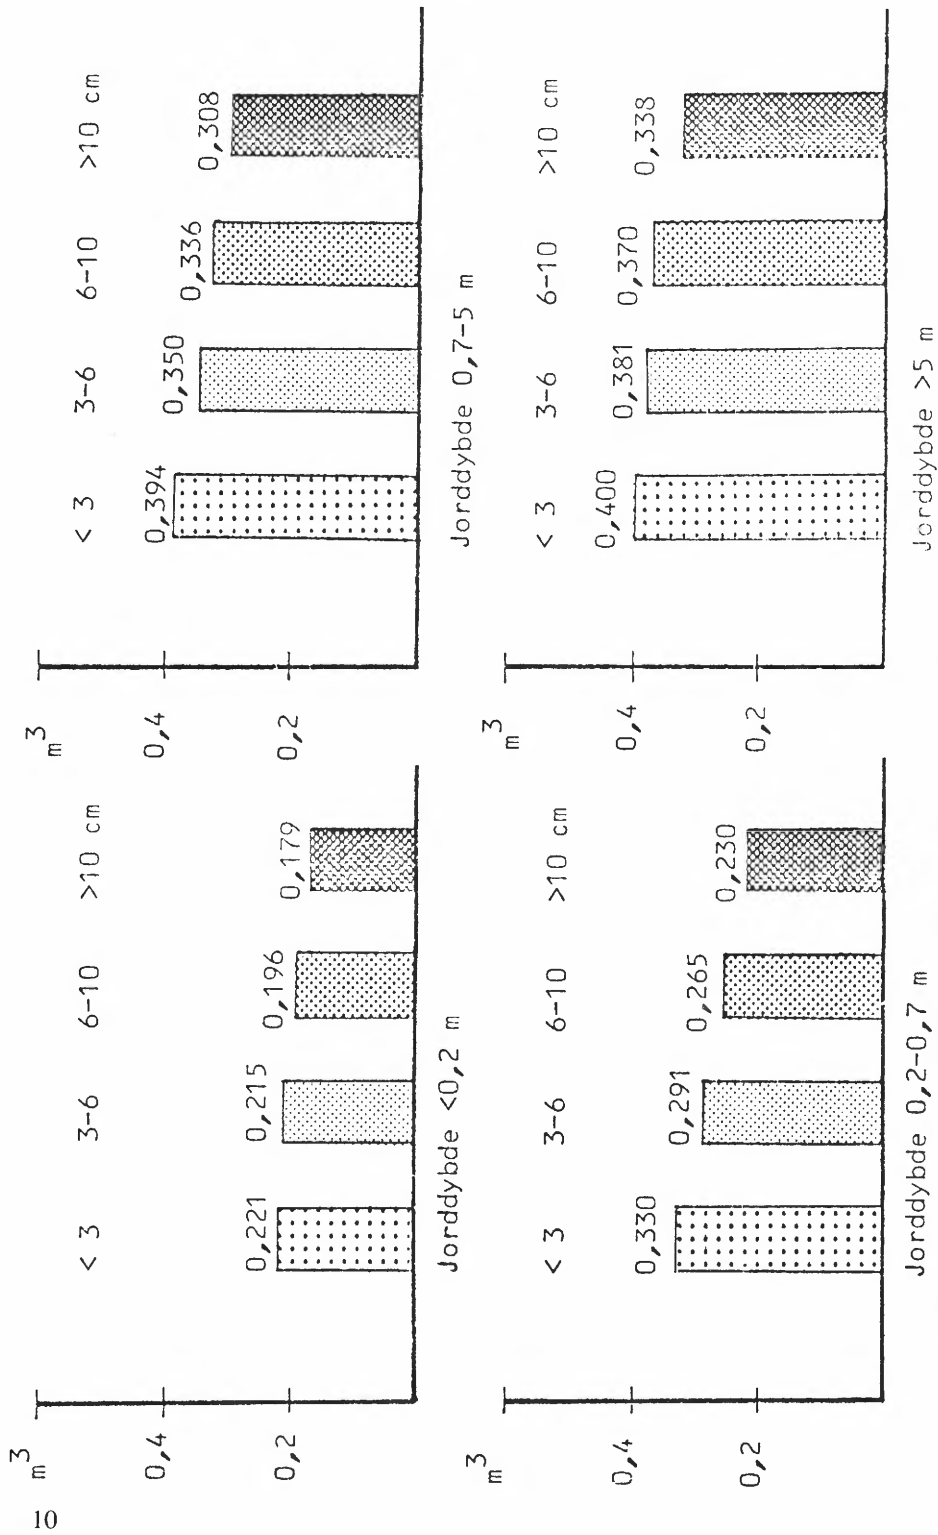 m³
< 3 3-6 6-10 >10 cm
0,4
0,2
0,221 0,215 0,196 0,179
Jorddybde <0,2 m
m³
< 3 3-6 6-10 >10 cm
0,4
0,2
0,394 0,350 0,336 0,308
Jorddybde 0,7-5 m
m³
< 3 3-6 6-10 >10 cm
0,4
0,2
0,330 0,291 0,265 0,230
Jorddybde 0,2-0,7 m
m³
< 3 3-6 6-10 >10 cm
0,4
0,2
0,400 0,381 0,370 0,338
Jorddybde >5 m
10